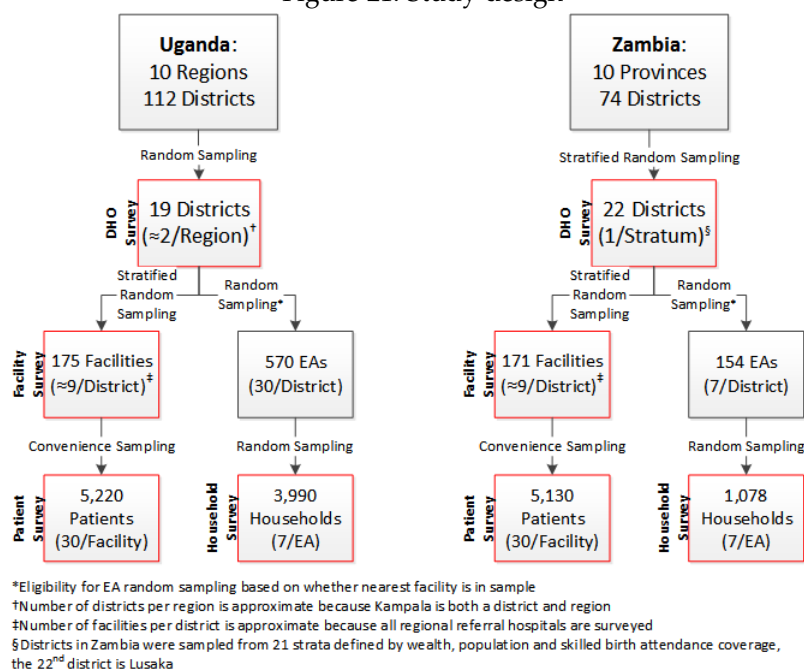 Figure 21: Study design
Uganda:
10 Regions
112 Districts
Random Sampling
DHO
Survey
19 Districts
(≈2/Region)†
Stratified
Random
Sampling
Random
Sampling*
Facility
Survey
175 Facilities
(≈9/District)‡
570 EAs
(30/District)
Convenience Sampling
Random Sampling
Patient
Survey
5,220
Patients
(30/Facility)
Household
Survey
3,990
Households
(7/EA)
Zambia:
10 Provinces
74 Districts
Stratified Random Sampling
DHO
Survey
22 Districts
(1/Stratum)§
Stratified
Random
Sampling
Random
Sampling*
Facility
Survey
171 Facilities
(≈9/District)‡
154 EAs
(7/District)
Convenience Sampling
Random Sampling
Patient
Survey
5,130
Patients
(30/Facility)
Household
Survey
1,078
Households
(7/EA)
*Eligibility for EA random sampling based on whether nearest facility is in sample
†Number of districts per region is approximate because Kampala is both a district and region
‡Number of facilities per district is approximate because all regional referral hospitals are surveyed
§Districts in Zambia were sampled from 21 strata defined by wealth, population and skilled birth attendance coverage,
the 22nd district is Lusaka